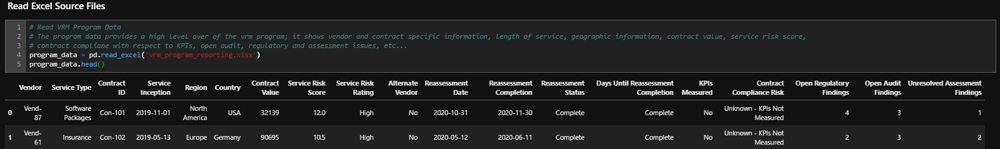 Read Excel Source Files
1 # Read VRM Program Data
2 # The program data provides a high level over of the vrm program; it shows vendor and contract specific information, length of service, geographic information, contract value, service risk score,
3 # contract compliane with respect to KPIs, open audit, regulatory and assessment issues, etc...
4 program_data = pd.read_excel('vrm_program_reporting.xlsx')
5 program_data.head()
Vendor Service Type Contract ID Service Inception Region Country Contract Value Service Risk Score Service Risk Rating Alternate Vendor Reassessment Date Reassessment Completion Reassessment Status Days Until Reassessment Completion KPIs Measured Contract Compliance Risk Open Regulatory Findings Open Audit Findings Unresolved Assessment Findings
0 Vend-87 Software Packages Con-101 2019-11-01 North America USA 32139 12.0 High No 2020-10-31 2020-11-30 Complete Complete No Unknown - KPIs Not Measured 4 3 1
1 Vend-61 Insurance Con-102 2019-05-13 Europe Germany 90695 10.5 High No 2020-05-12 2020-06-11 Complete Complete No Unknown - KPIs Not Measured 2 3 2